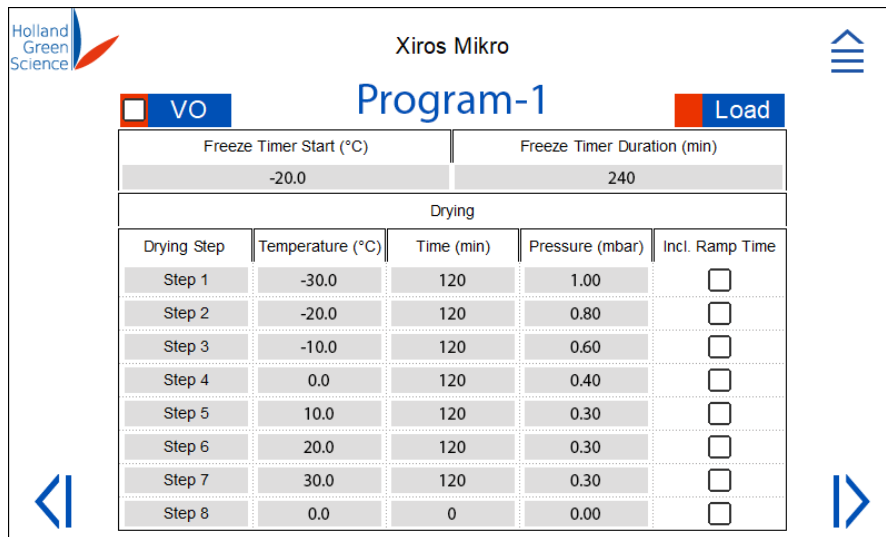 Holland
Green
Science
Xiros Mikro
Program-1
VO
Load
Freeze Timer Start (°C) Freeze Timer Duration (min)
-20.0 240
Drying
Drying Step Temperature (°C) Time (min) Pressure (mbar) Incl. Ramp Time
Step 1 -30.0 120 1.00
Step 2 -20.0 120 0.80
Step 3 -10.0 120 0.60
Step 4 0.0 120 0.40
Step 5 10.0 120 0.30
Step 6 20.0 120 0.30
Step 7 30.0 120 0.30
Step 8 0.0 0 0.00